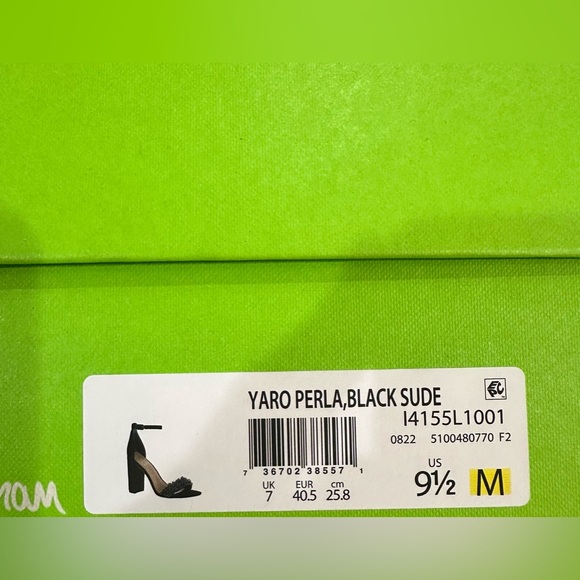 YARO PERLA,BLACK SUDE
I4155L1001
0822 5100480770 F2
7 36702 38557 1
UK EUR cm
7 40.5 25.8
US
9½ M